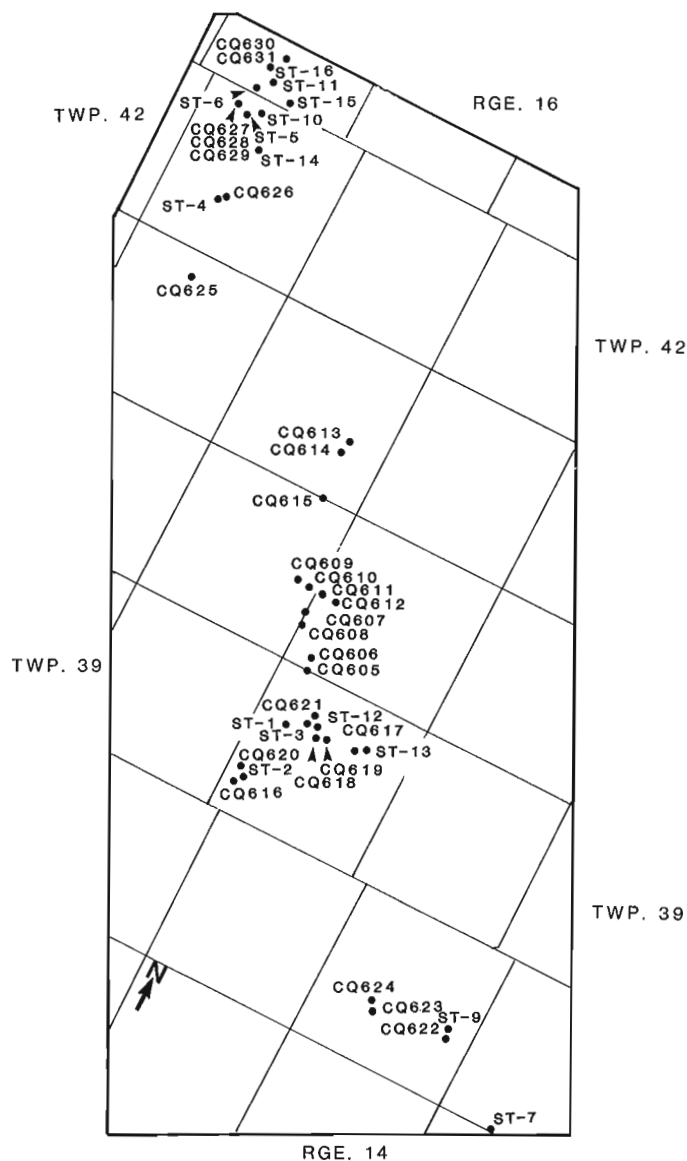 CQ630
CQ631
ST-16
ST-11
ST-6
ST-15
RGE. 16
TWP. 42
ST-10
CQ627
CQ628
ST-5
CQ629
ST-14
CQ626
ST-4
CQ625
TWP. 42
CQ613
CQ614
CQ615
CQ609
CQ610
CQ611
CQ612
CQ607
CQ608
CQ606
TWP. 39
CQ605
CQ621
ST-12
ST-1
CQ617
ST-3
ST-13
CQ620
ST-2
CQ619
CQ618
CQ616
TWP. 39
N
CQ624
CQ623
ST-9
CQ622
ST-7
RGE. 14